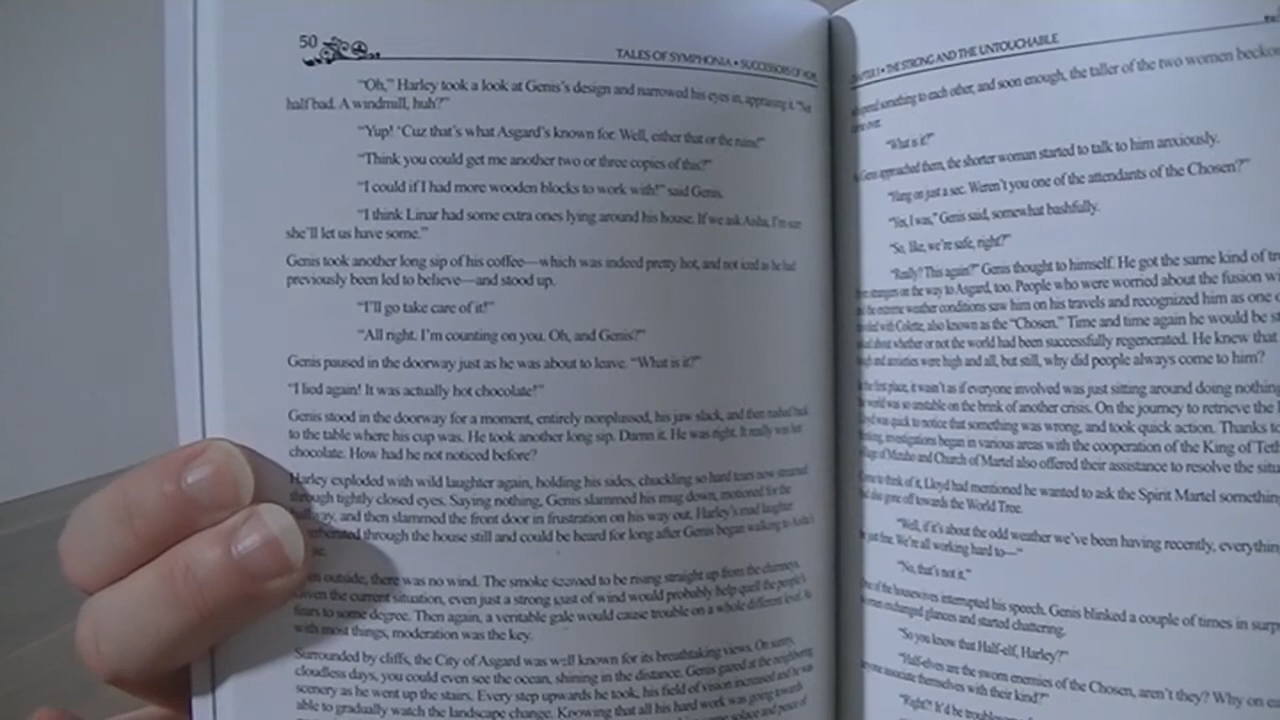 50
TALES OF SYMPHONIA • SUCCESSORS OF HOPE
"Oh," Harley took a look at Genis's design and narrowed his eyes in, appraising it. "Not
half bad. A windmill, huh?"
"Yup! 'Cuz that's what Asgard's known for. Well, either that or the ruins!"
"Think you could get me another two or three copies of this?"
"I could if I had more wooden blocks to work with!" said Genis.
"I think Linar had some extra ones lying around his house. If we ask Aisha, I'm sure
she'll let us have some."
Genis took another long sip of his coffee—which was indeed pretty hot, and not iced as he had
previously been led to believe—and stood up.
"I'll go take care of it!"
"All right. I'm counting on you. Oh, and Genis?"
Genis paused in the doorway just as he was about to leave. "What is it?"
"I lied again! It was actually hot chocolate!"
Genis stood in the doorway for a moment, entirely nonplussed, his jaw slack, and then rushed back
to the table where his cup was. He took another long sip. Damn it. He was right. It really was hot
chocolate. How had he not noticed before?
Harley exploded with wild laughter again, holding his sides, chuckling so hard tears now streamed
through tightly closed eyes. Saying nothing, Genis slammed his mug down, motioned for the
and then slammed the front door in frustration on his way out. Harley's mad laughter
through the house still and could be heard for long after Genis began walking to Aisha's
outside, there was no wind. The smoke seemed to be rising straight up from the chimneys.
Given the current situation, even just a strong gust of wind would probably help quell the people's
fears to some degree. Then again, a veritable gale would cause trouble on a whole different level. As
with most things, moderation was the key.
Surrounded by cliffs, the City of Asgard was well known for its breathtaking views. On sunny,
cloudless days, you could even see the ocean, shining in the distance. Genis gazed at the neighboring
scenery as he went up the stairs. Every step upwards he took, his field of vision increased and he was
able to gradually watch the landscape change. Knowing that all his hard work was going towards
solace and peace of
CHAPTER 1 • THE STRONG AND THE UNTOUCHABLE
something to each other, and soon enough, the taller of the two women
over.
"What is it?"
As Genis approached them, the shorter woman started to talk to him anxiously.
"Hang on just a sec. Weren't you one of the attendants of the Chosen?"
"Yes, I was," Genis said, somewhat bashfully.
"So, like, we're safe, right?"
"Really? This again?" Genis thought to himself. He got the same kind of
strangers on the way to Asgard, too. People who were worried about the fusion
and the extreme weather conditions saw him on his travels and recognized him as one
with Colette, also known as the "Chosen." Time and time again he would be
about whether or not the world had been successfully regenerated. He knew that
and anxieties were high and all, but still, why did people always come to him?
In the first place, it wasn't as if everyone involved was just sitting around doing nothing
The world was so unstable on the brink of another crisis. On the journey to retrieve the
Lloyd was quick to notice that something was wrong, and took quick action. Thanks to
investigations began in various areas with the cooperation of the King of
Village of Mizuho and Church of Martel also offered their assistance to resolve the
Come to think of it, Lloyd had mentioned he wanted to ask the Spirit Martel
gone off towards the World Tree.
"Well, if it's about the odd weather we've been having recently,
be just fine. We're all working hard to—"
"No, that's not it."
One of the housewives interrupted his speech. Genis blinked a couple of times in
women exchanged glances and started chattering.
"So you know that Half-elf, Harley?"
"Half-elves are the sworn enemies of the Chosen, aren't they? Why on
anyone associate themselves with their kind?"
"Right?! It'd be